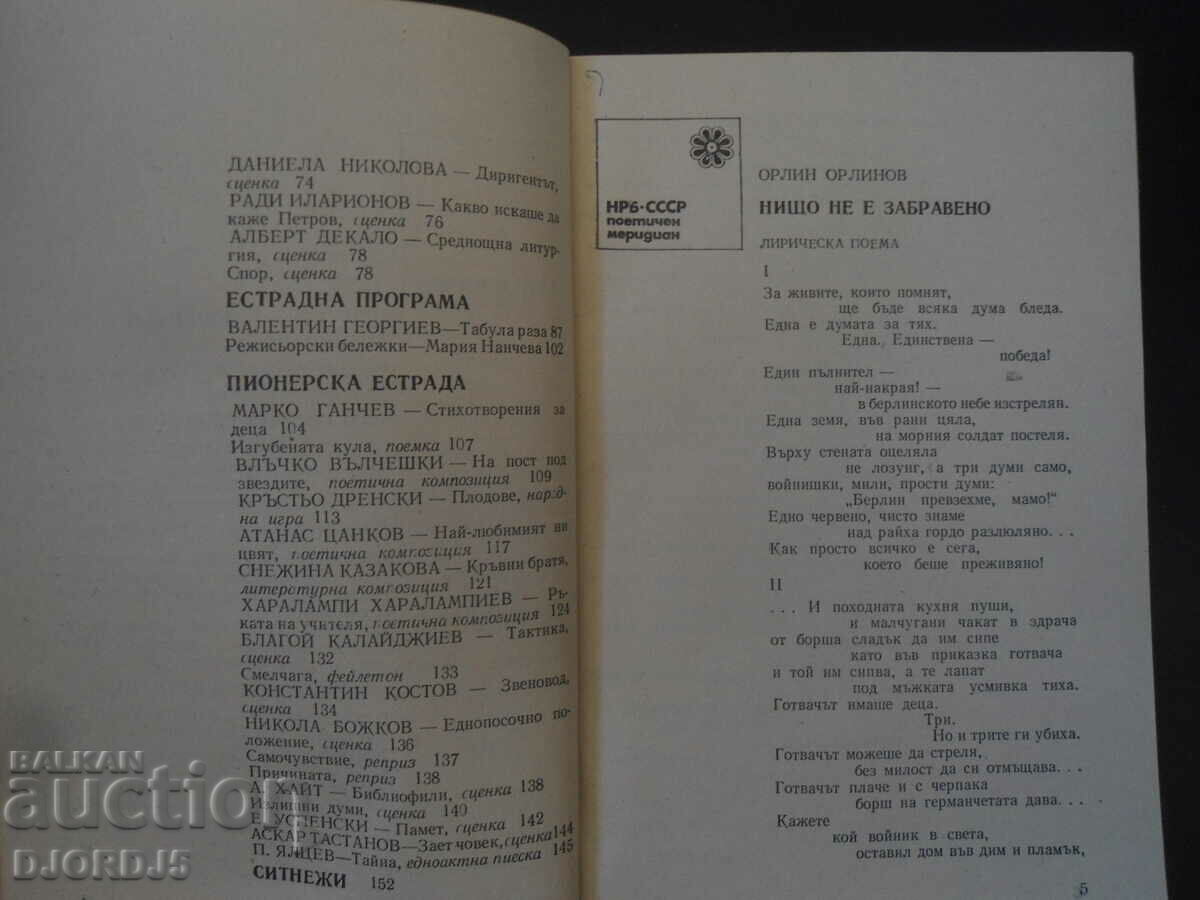 ДАНИЕЛА НИКОЛОВА — Диригентът,
сценка 74
РАДИ ИЛАРИОНОВ — Какво искаше да
каже Петров, сценка 76
АЛБЕРТ ДЕКАЛО — Среднощна литур-
гия, сценка 78
Спор, сценка 78
ЕСТРАДНА ПРОГРАМА
ВАЛЕНТИН ГЕОРГИЕВ—Табула раза 87
Режисьорски бележки—Мария Нанчева 102
ПИОНЕРСКА ЕСТРАДА
МАРКО ГАНЧЕВ — Стихотворения за
деца 104
Изгубената кула, поемка 107
ВЛЪЧКО ВЪЛЧЕШКИ — На пост под
звездите, поетична композиция 109
КРЪСТЬО ДРЕНСКИ — Плодове, народ-
на игра 113
АТАНАС ЦАНКОВ — Най-любимият ни
цвят, поетична композиция 117
СНЕЖИНА КАЗАКОВА — Кръвни братя,
литературна композиция 121
ХАРАЛАМПИ ХАРАЛАМПИЕВ — Ръ-
ката на учителя, поетична композиция 124
БЛАГОЙ КАЛАЙДЖИЕВ — Тактика,
сценка 132
Смелчага, фейлетон 133
КОНСТАНТИН КОСТОВ — Звеновод,
сценка 134
НИКОЛА БОЖКОВ — Еднопосочно по-
ложение, сценка 136
Самочувствие, реприз 137
Причината, реприз 138
А. ХАЙТ — Библиофили, сценка 138
Излишни думи, сценка 140
Е. УСПЕНСКИ — Памет, сценка 142
АСКАР ТАСТАНОВ—Зает човек, сценка 144
П. ЯЛЦЕВ—Тайна, едноактна пиеска 145
СИТНЕЖИ 152
НРБ·СССР
поетичен
меридиан
ОРЛИН ОРЛИНОВ
НИЩО НЕ Е ЗАБРАВЕНО
ЛИРИЧЕСКА ПОЕМА
I
За живите, които помнят,
ще бъде всяка дума бледа.
Една е думата за тях.
Една. Единствена —
победа!
Един пълнител —
най-накрая! —
в берлинското небе изстрелян.
Една земя, във рани цяла,
на морния солдат постеля.
Върху стената оцеляла
не лозунг, а три думи само,
войнишки, мили, прости думи:
„Берлин превзехме, мамо!“
Едно червено, чисто знаме
над райха гордо разлюляно. . .
Как просто всичко е сега,
което беше преживяно!
II
. . . И походната кухня пуши,
и малчугани чакат в здрача
от борша сладък да им сипе
като във приказка готвача
и той им сипва, а те лапат
под мъжката усмивка тиха.
Готвачът имаше деца.
Три.
Но и трите ги убиха.
Готвачът можеше да стреля,
без милост да си отмъщава. . .
Готвачът плаче и с черпака
борш на германчетата дава. . .
Кажете
кой войник в света,
оставил дом във дим и пламък,
5
BALKAN
auction
DJORDJ5